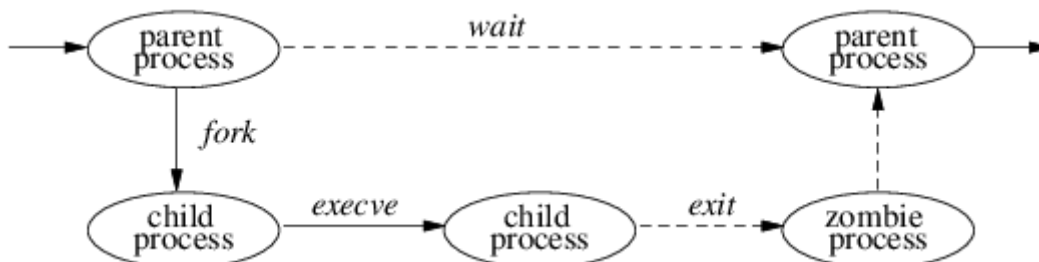 parent
process
wait
parent
process
fork
child
process
execve
child
process
exit
zombie
process